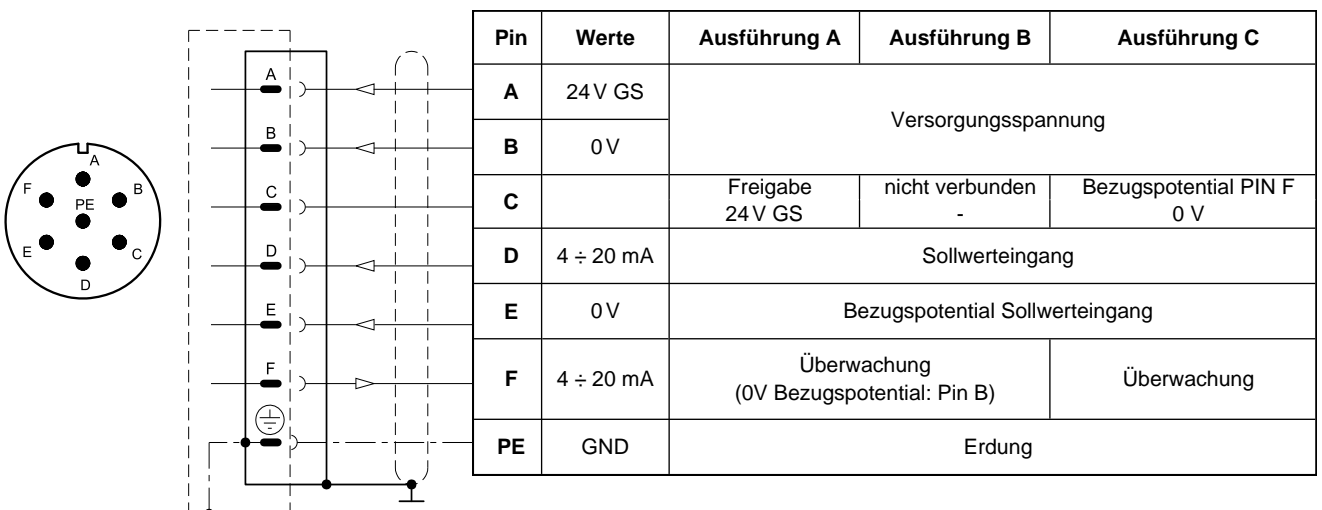 A
B
C
D
E
F
PE
A
B
C
D
E
F
Pin Werte Ausführung A Ausführung B Ausführung C
A 24 V GS Versorgungsspannung
B 0 V
C Freigabe nicht verbunden Bezugspotential PIN F
24 V GS - 0 V
D 4 ÷ 20 mA Sollwerteingang
E 0 V Bezugspotential Sollwerteingang
F 4 ÷ 20 mA Überwachung Überwachung
(0V Bezugspotential: Pin B)
PE GND Erdung